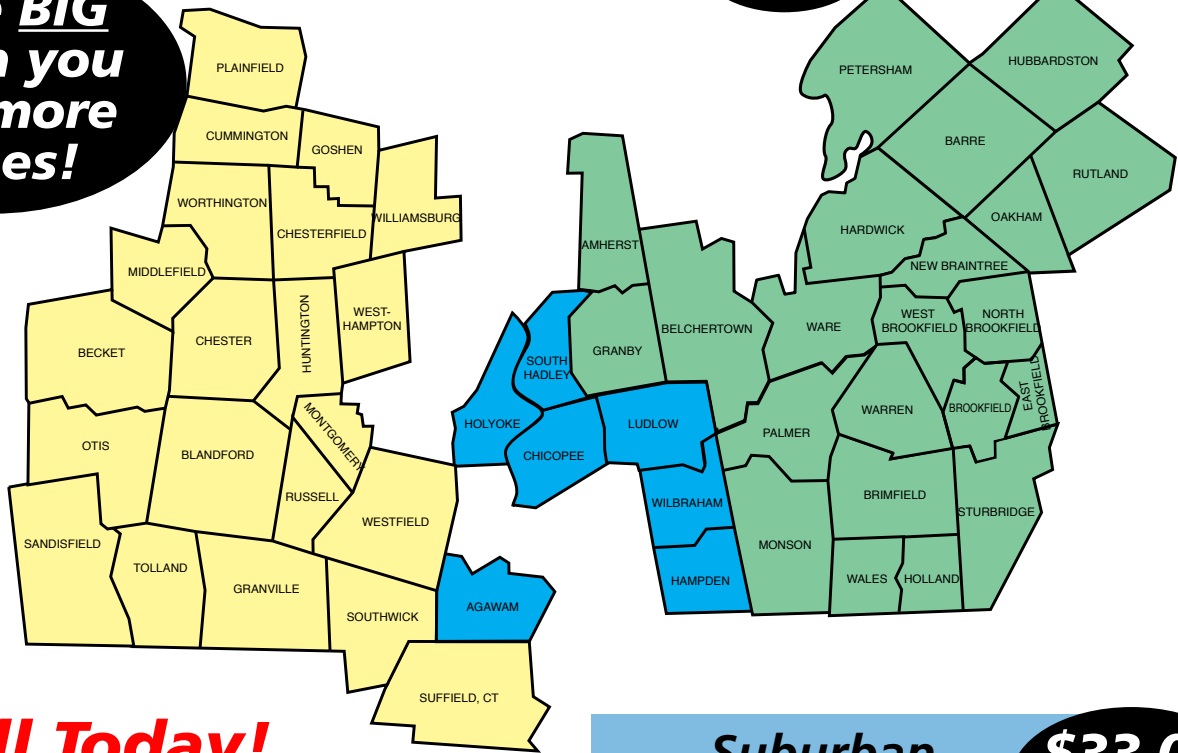 BIG
you
more
es!
PLAINFIELD
CUMMINGTON
GOSHEN
WORTHINGTON
CHESTERFIELD
WILLIAMSBURG
MIDDLEFIELD
BECKET
CHESTER
HUNTINGTON
WEST-
HAMPTON
OTIS
BLANDFORD
MONTGOMERY
RUSSELL
WESTFIELD
SANDISFIELD
TOLLAND
GRANVILLE
SOUTHWICK
AGAWAM
SUFFIELD, CT
PETERSHAM
HUBBARDSTON
BARRE
RUTLAND
OAKHAM
HARDWICK
NEW BRAINTREE
AMHERST
BELCHERTOWN
WARE
WEST
BROOKFIELD
NORTH
BROOKFIELD
GRANBY
SOUTH
HADLEY
HOLYOKE
CHICOPEE
LUDLOW
WARREN
BROOKFIELD
EAST
BROOKFIELD
PALMER
WILBRAHAM
BRIMFIELD
STURBRIDGE
MONSON
HAMPDEN
WALES
HOLLAND
ll Today!
Suburban
$33.0